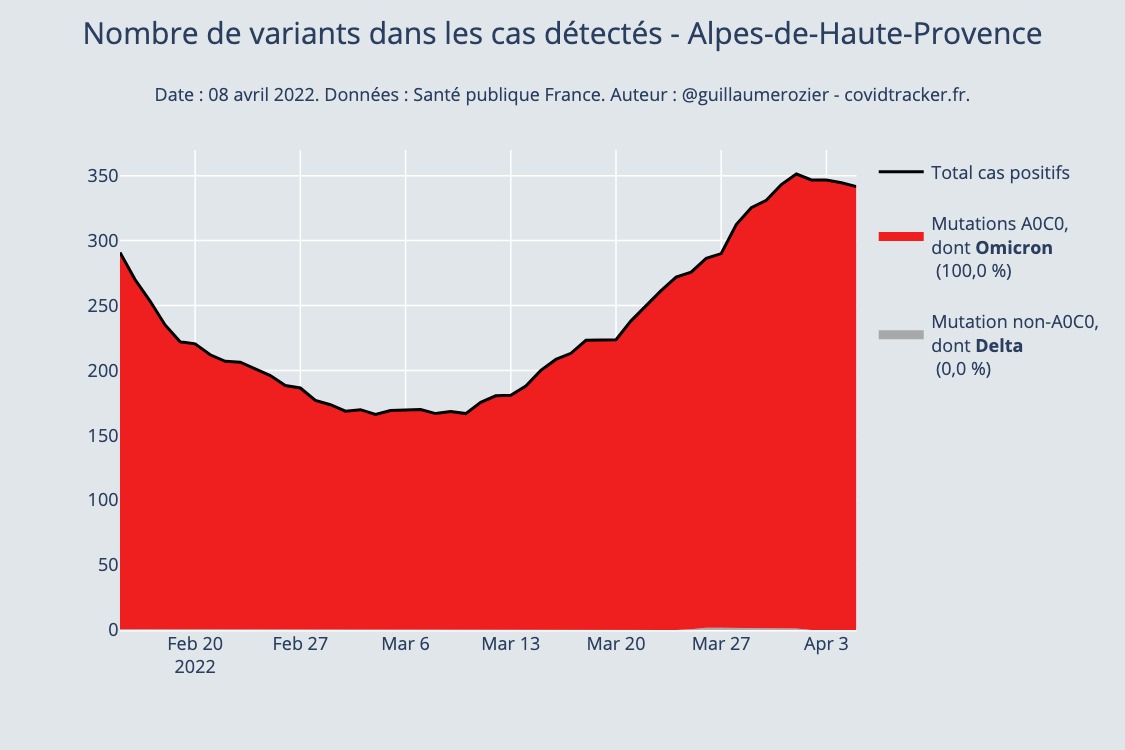 Nombre de variants dans les cas détectés - Alpes-de-Haute-Provence
Date : 08 avril 2022. Données : Santé publique France. Auteur : @guillaumerozier - covidtracker.fr.
350
300
250
200
150
100
50
0
Feb 20
2022
Feb 27
Mar 6
Mar 13
Mar 20
Mar 27
Apr 3
Total cas positifs
Mutations A0C0,
dont Omicron
(100,0 %)
Mutation non-A0C0,
dont Delta
(0,0 %)